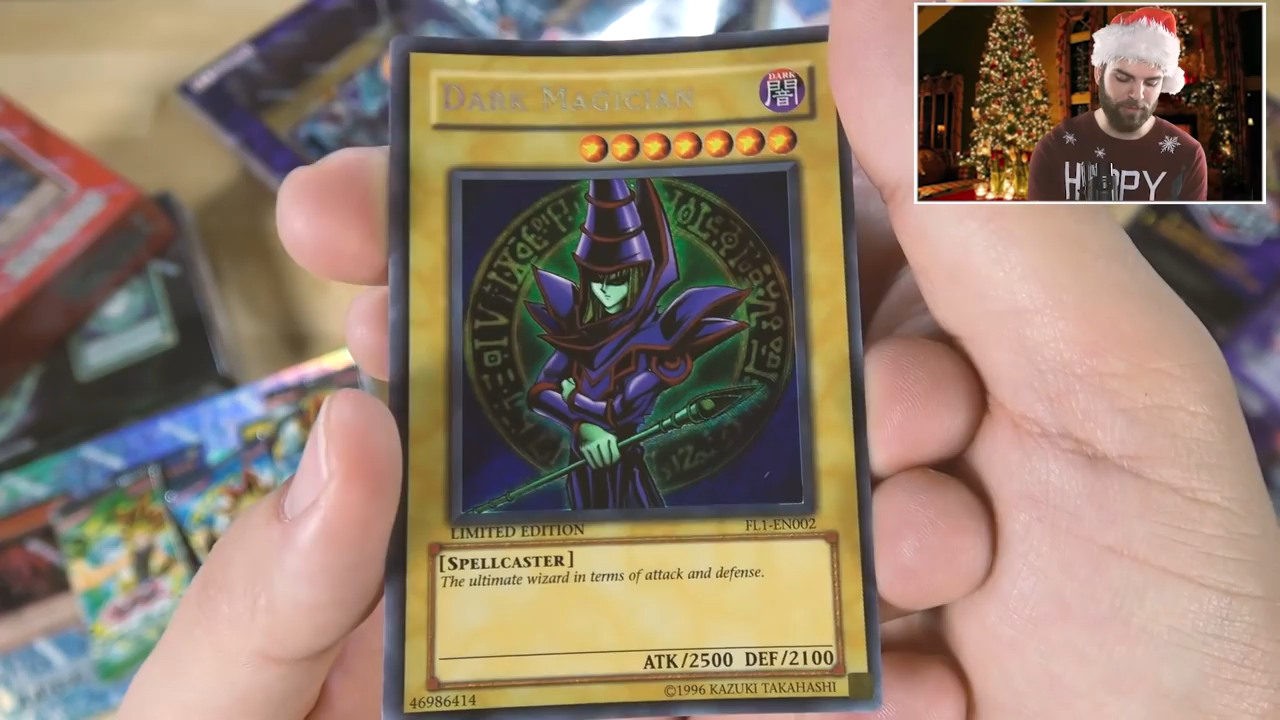 DARK MAGICIAN
DARK
闇
LIMITED EDITION
FL1-EN002
[SPELLCASTER]
The ultimate wizard in terms of attack and defense.
ATK/2500 DEF/2100
46986414
©1996 KAZUKI TAKAHASHI